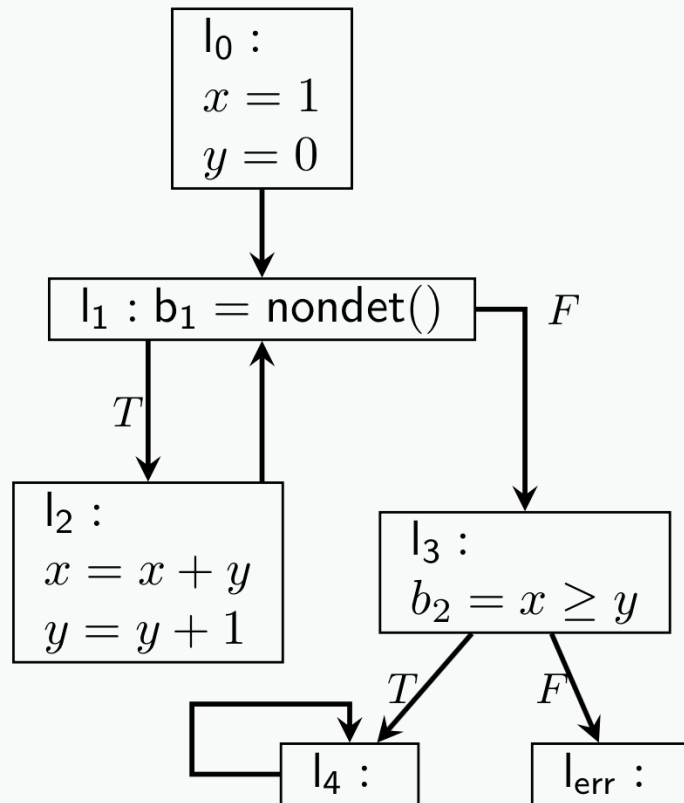 l₀ :
x = 1
y = 0
l₁ : b₁ = nondet()
F
T
l₂ :
x = x + y
y = y + 1
l₃ :
b₂ = x ≥ y
T
F
l₄ :
l_err :